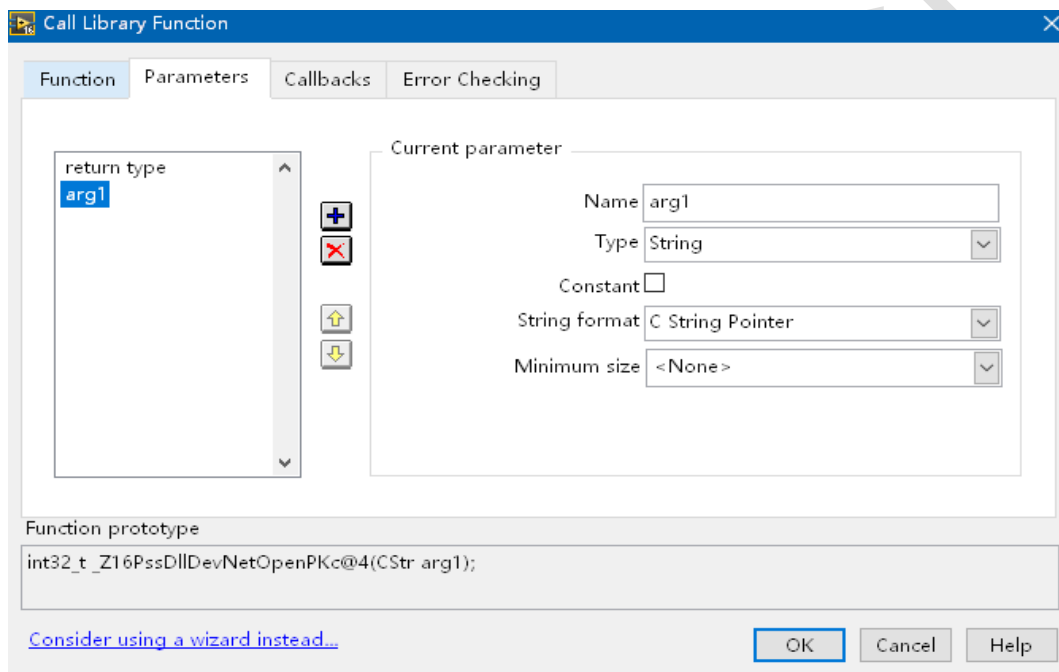 Call Library Function
Function Parameters Callbacks Error Checking
return type
arg1
Current parameter
Name arg1
Type String
Constant
String format C String Pointer
Minimum size <None>
Function prototype
int32_t _Z16PssDllDevNetOpenPKc@4(CStr arg1);
Consider using a wizard instead...
OK Cancel Help